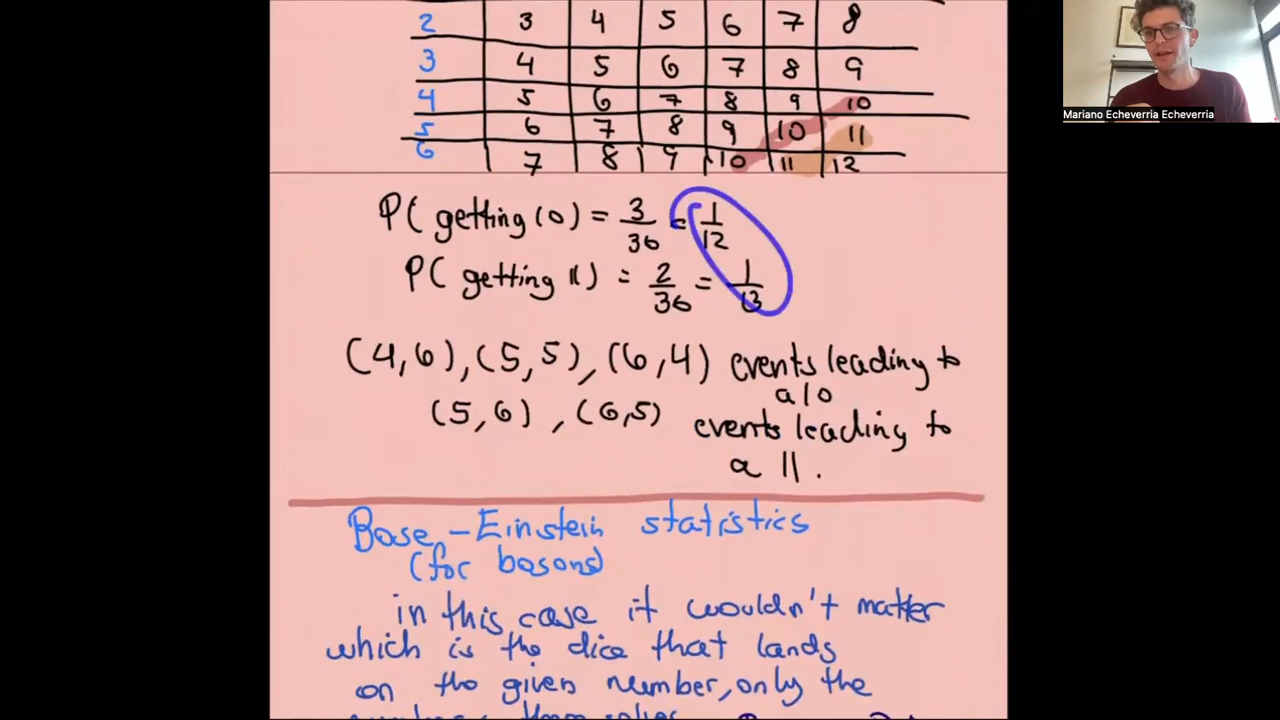 2 3 4 5 6 7 8
3 4 5 6 7 8 9
4 5 6 7 8 9 10
5 6 7 8 9 10 11
6 7 8 9 10 11 12
Mariano Echeverria Echeverria
P( getting 10) = 3/36 = 1/12
P( getting 11) = 2/36 = 1/13
(4,6), (5,5), (6,4) events leading to
a 10
(5,6), (6,5) events leading to
a 11.
Bose-Einstein statistics
(for bosons)
in this case it wouldn't matter
which is the dice that lands
on the given number, only the